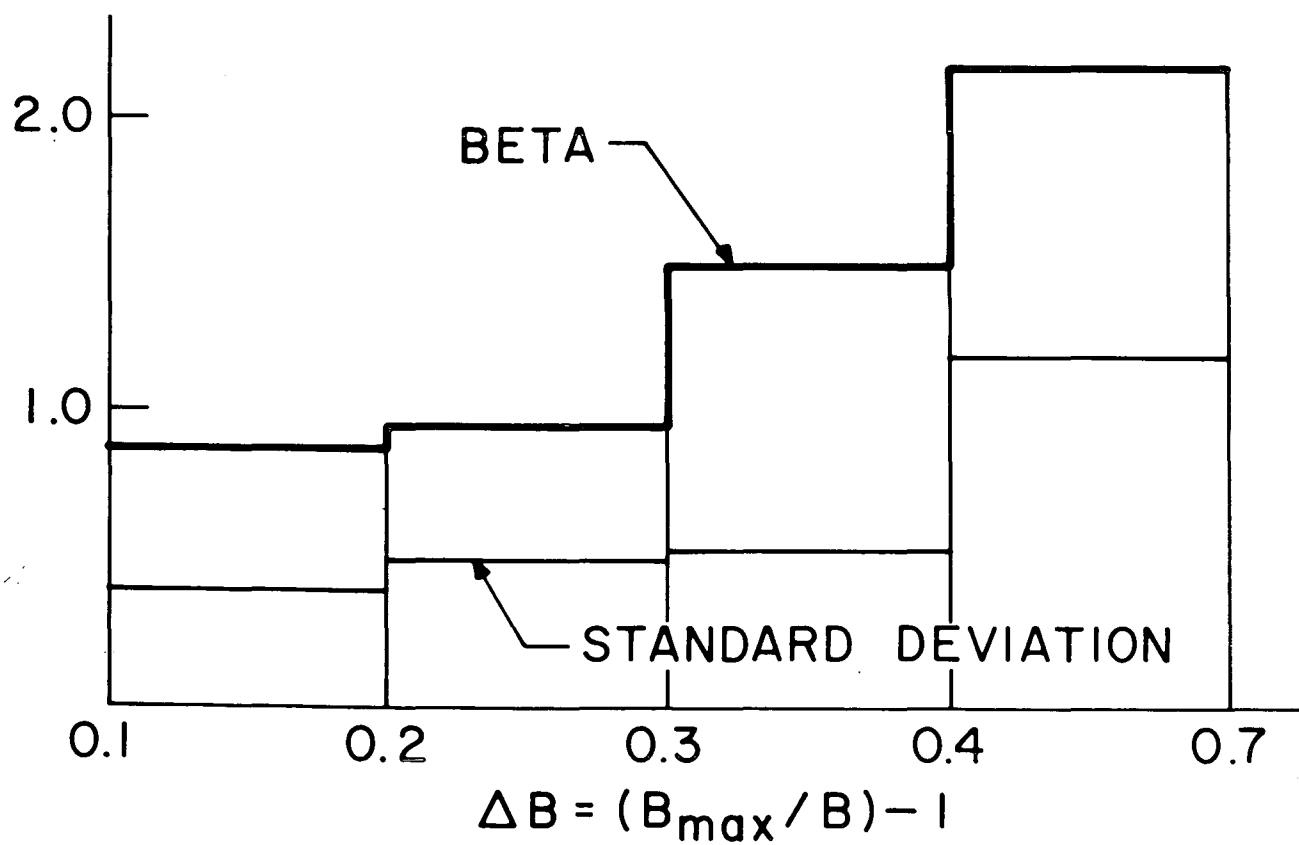 2.0
BETA
1.0
STANDARD DEVIATION
0.1 0.2 0.3 0.4 0.7
ΔB = (Bmax/B) – 1